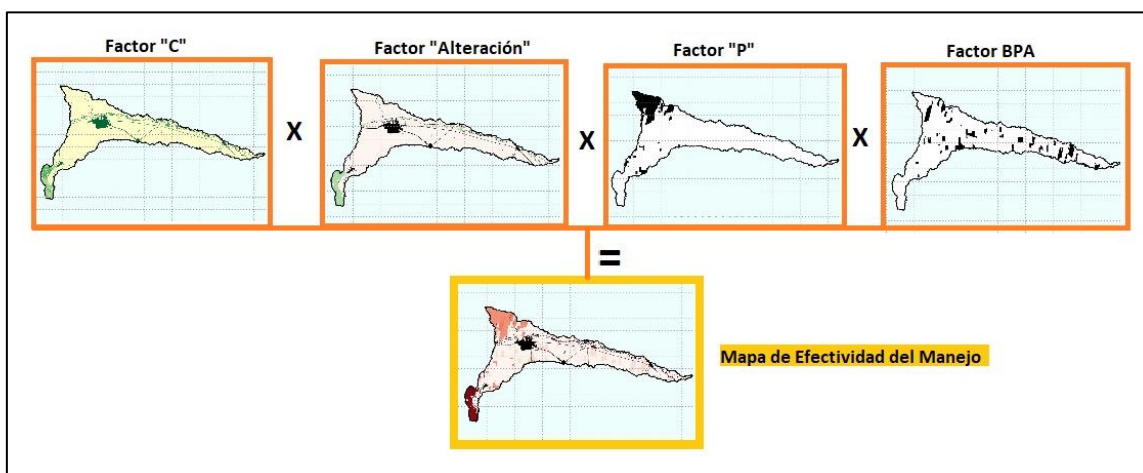 Factor "C"
Factor "Alteración"
Factor "P"
Factor BPA
X
X
X
=
Mapa de Efectividad del Manejo